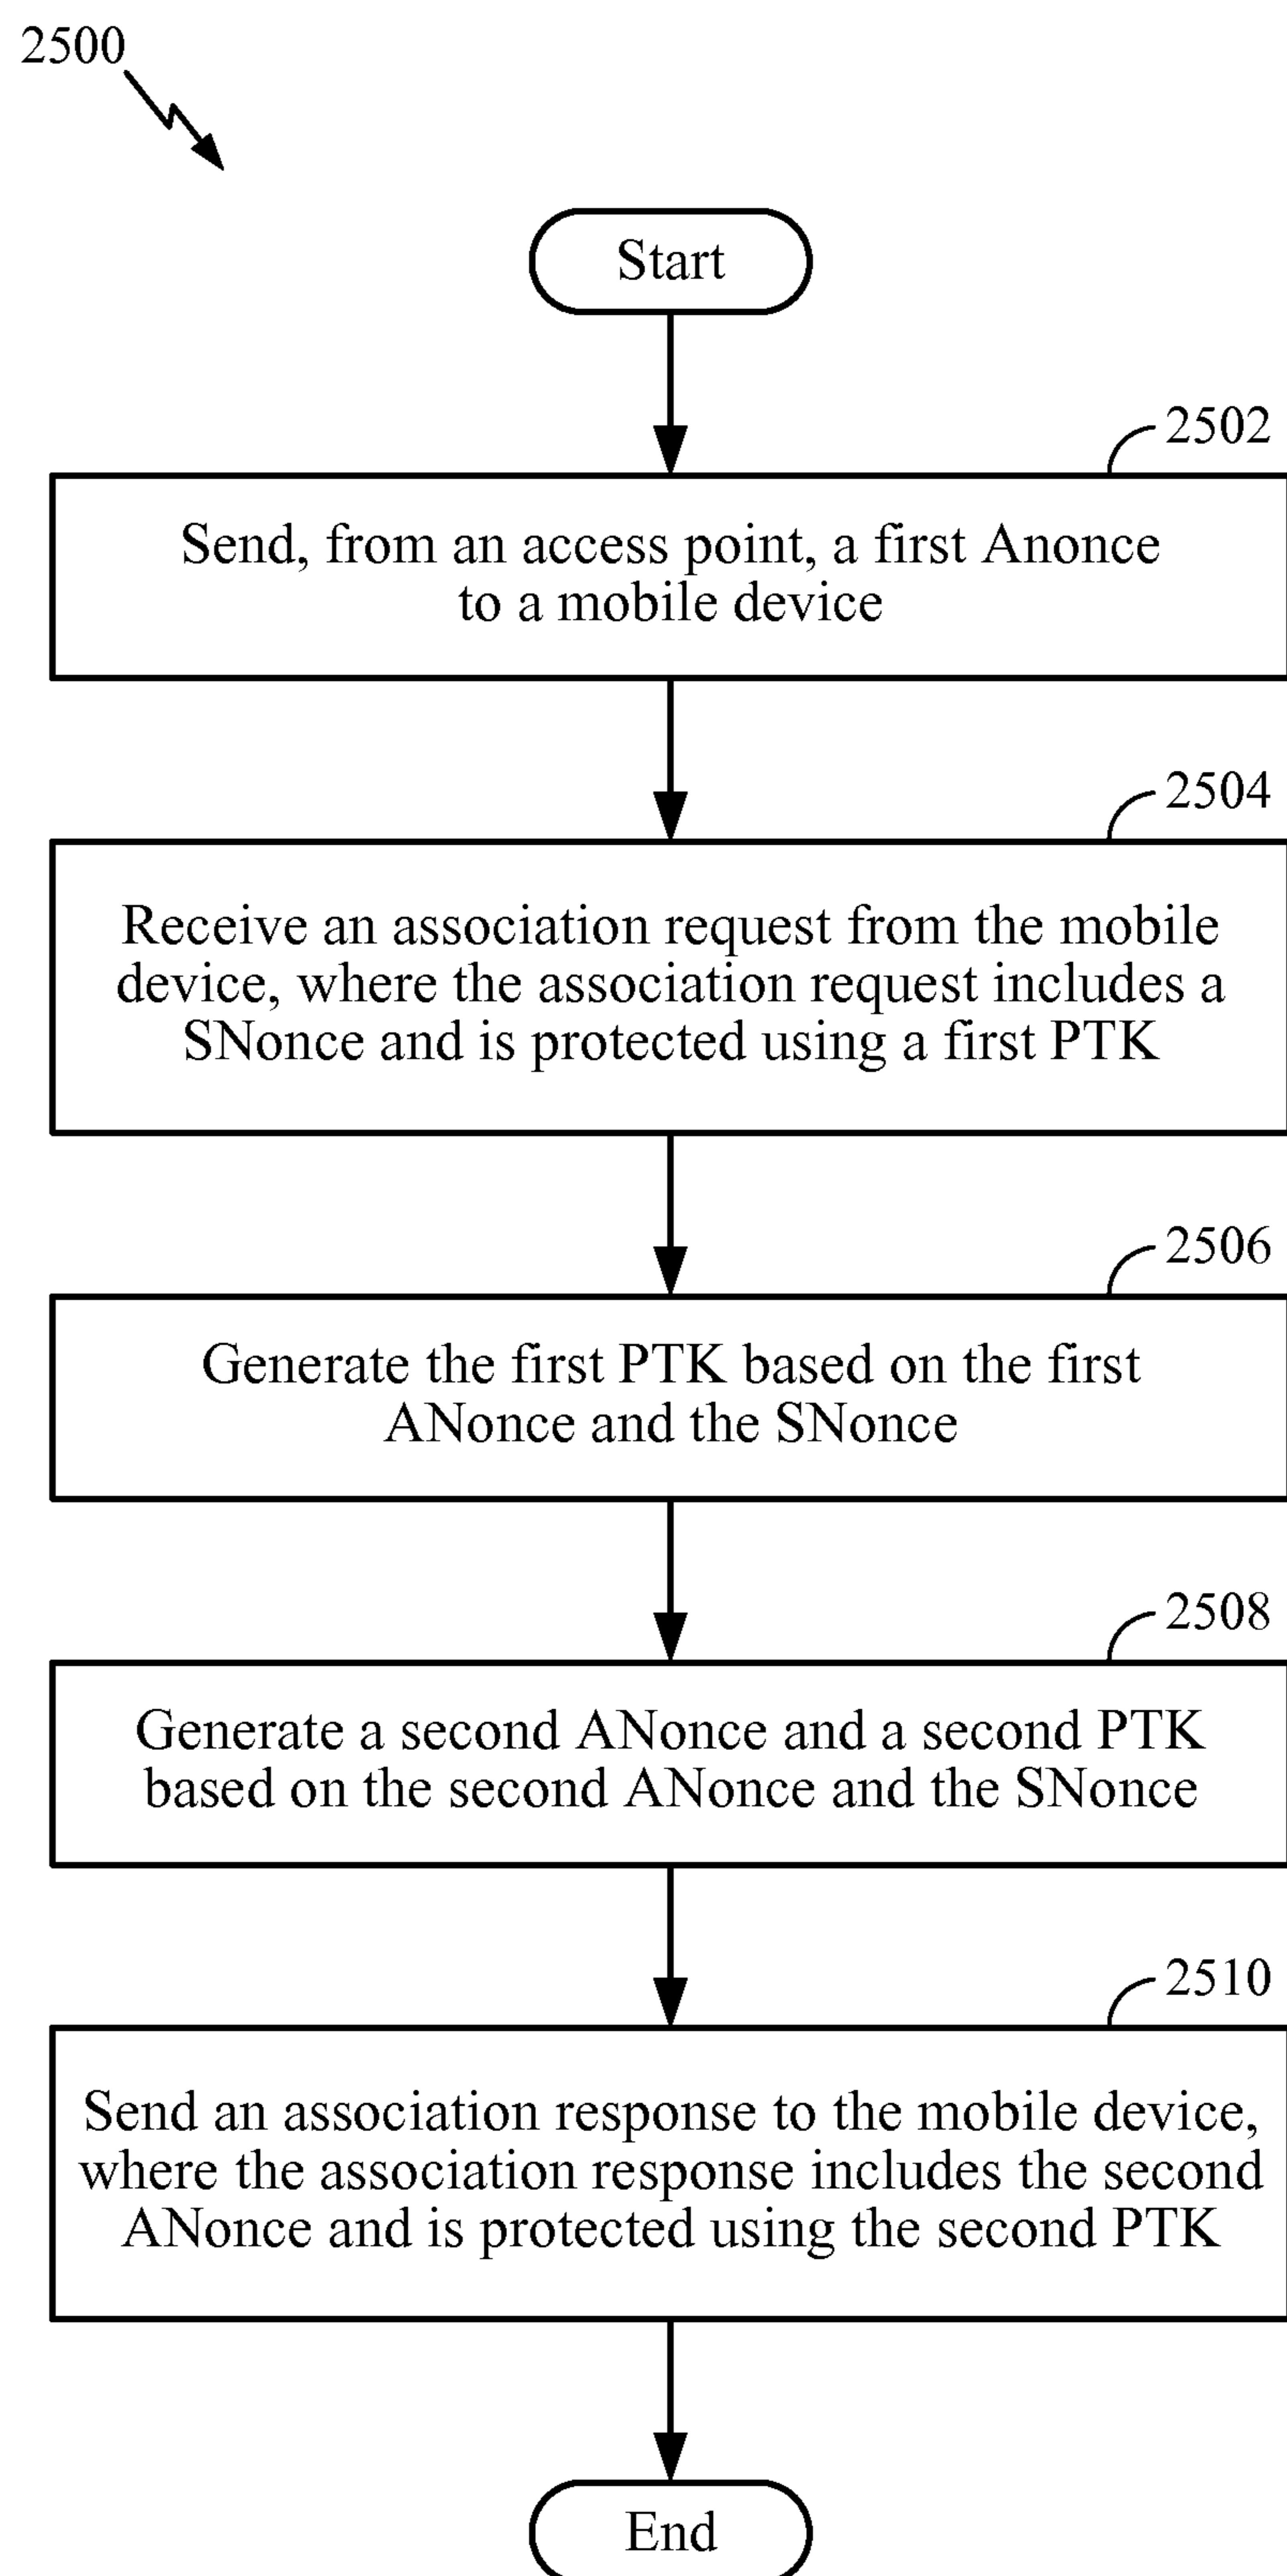 2500
Start
2502
Send, from an access point, a first Anonce
to a mobile device
2504
Receive an association request from the mobile
device, where the association request includes a
SNonce and is protected using a first PTK
2506
Generate the first PTK based on the first
ANonce and the SNonce
2508
Generate a second ANonce and a second PTK
based on the second ANonce and the SNonce
2510
Send an association response to the mobile device,
where the association response includes the second
ANonce and is protected using the second PTK
End